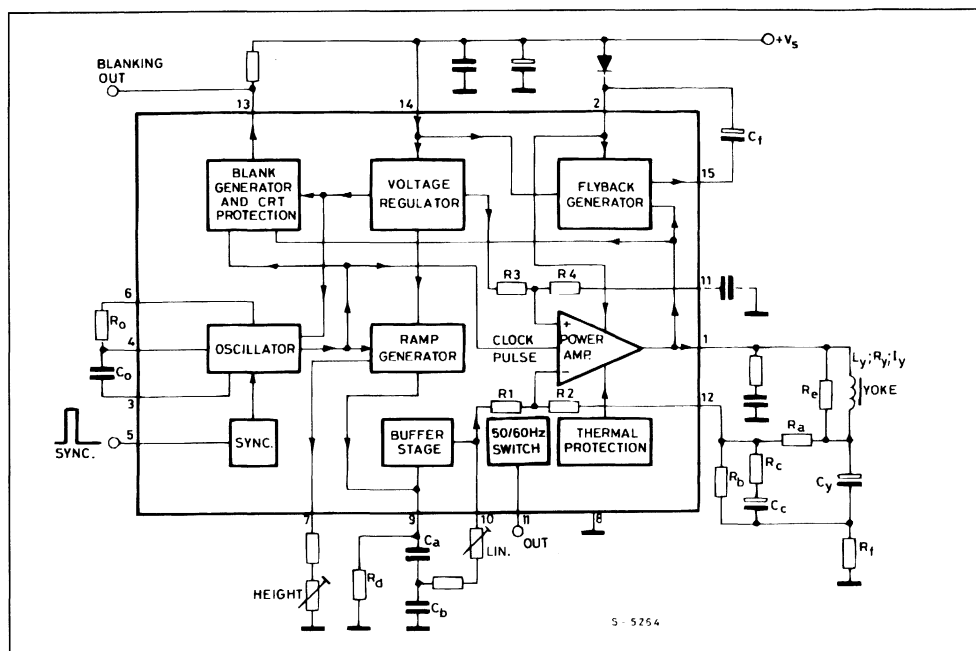 +Vs
BLANKING
OUT
13
14
2
Cf
15
BLANK
GENERATOR
AND CRT
PROTECTION
VOLTAGE
REGULATOR
FLYBACK
GENERATOR
6
Ro
4
Co
3
OSCILLATOR
RAMP
GENERATOR
CLOCK
PULSE
R3
R4
11
+
POWER
AMP.
−
1
Ly;Ry;Iy
YOKE
Re
Ra
12
R1
R2
SYNC.
5
SYNC.
BUFFER
STAGE
50/60Hz
SWITCH
THERMAL
PROTECTION
Rb
Rc
Cc
Cy
Rf
7
9
10
11
8
OUT
LIN.
Ca
Rd
Cb
HEIGHT
S - 5264